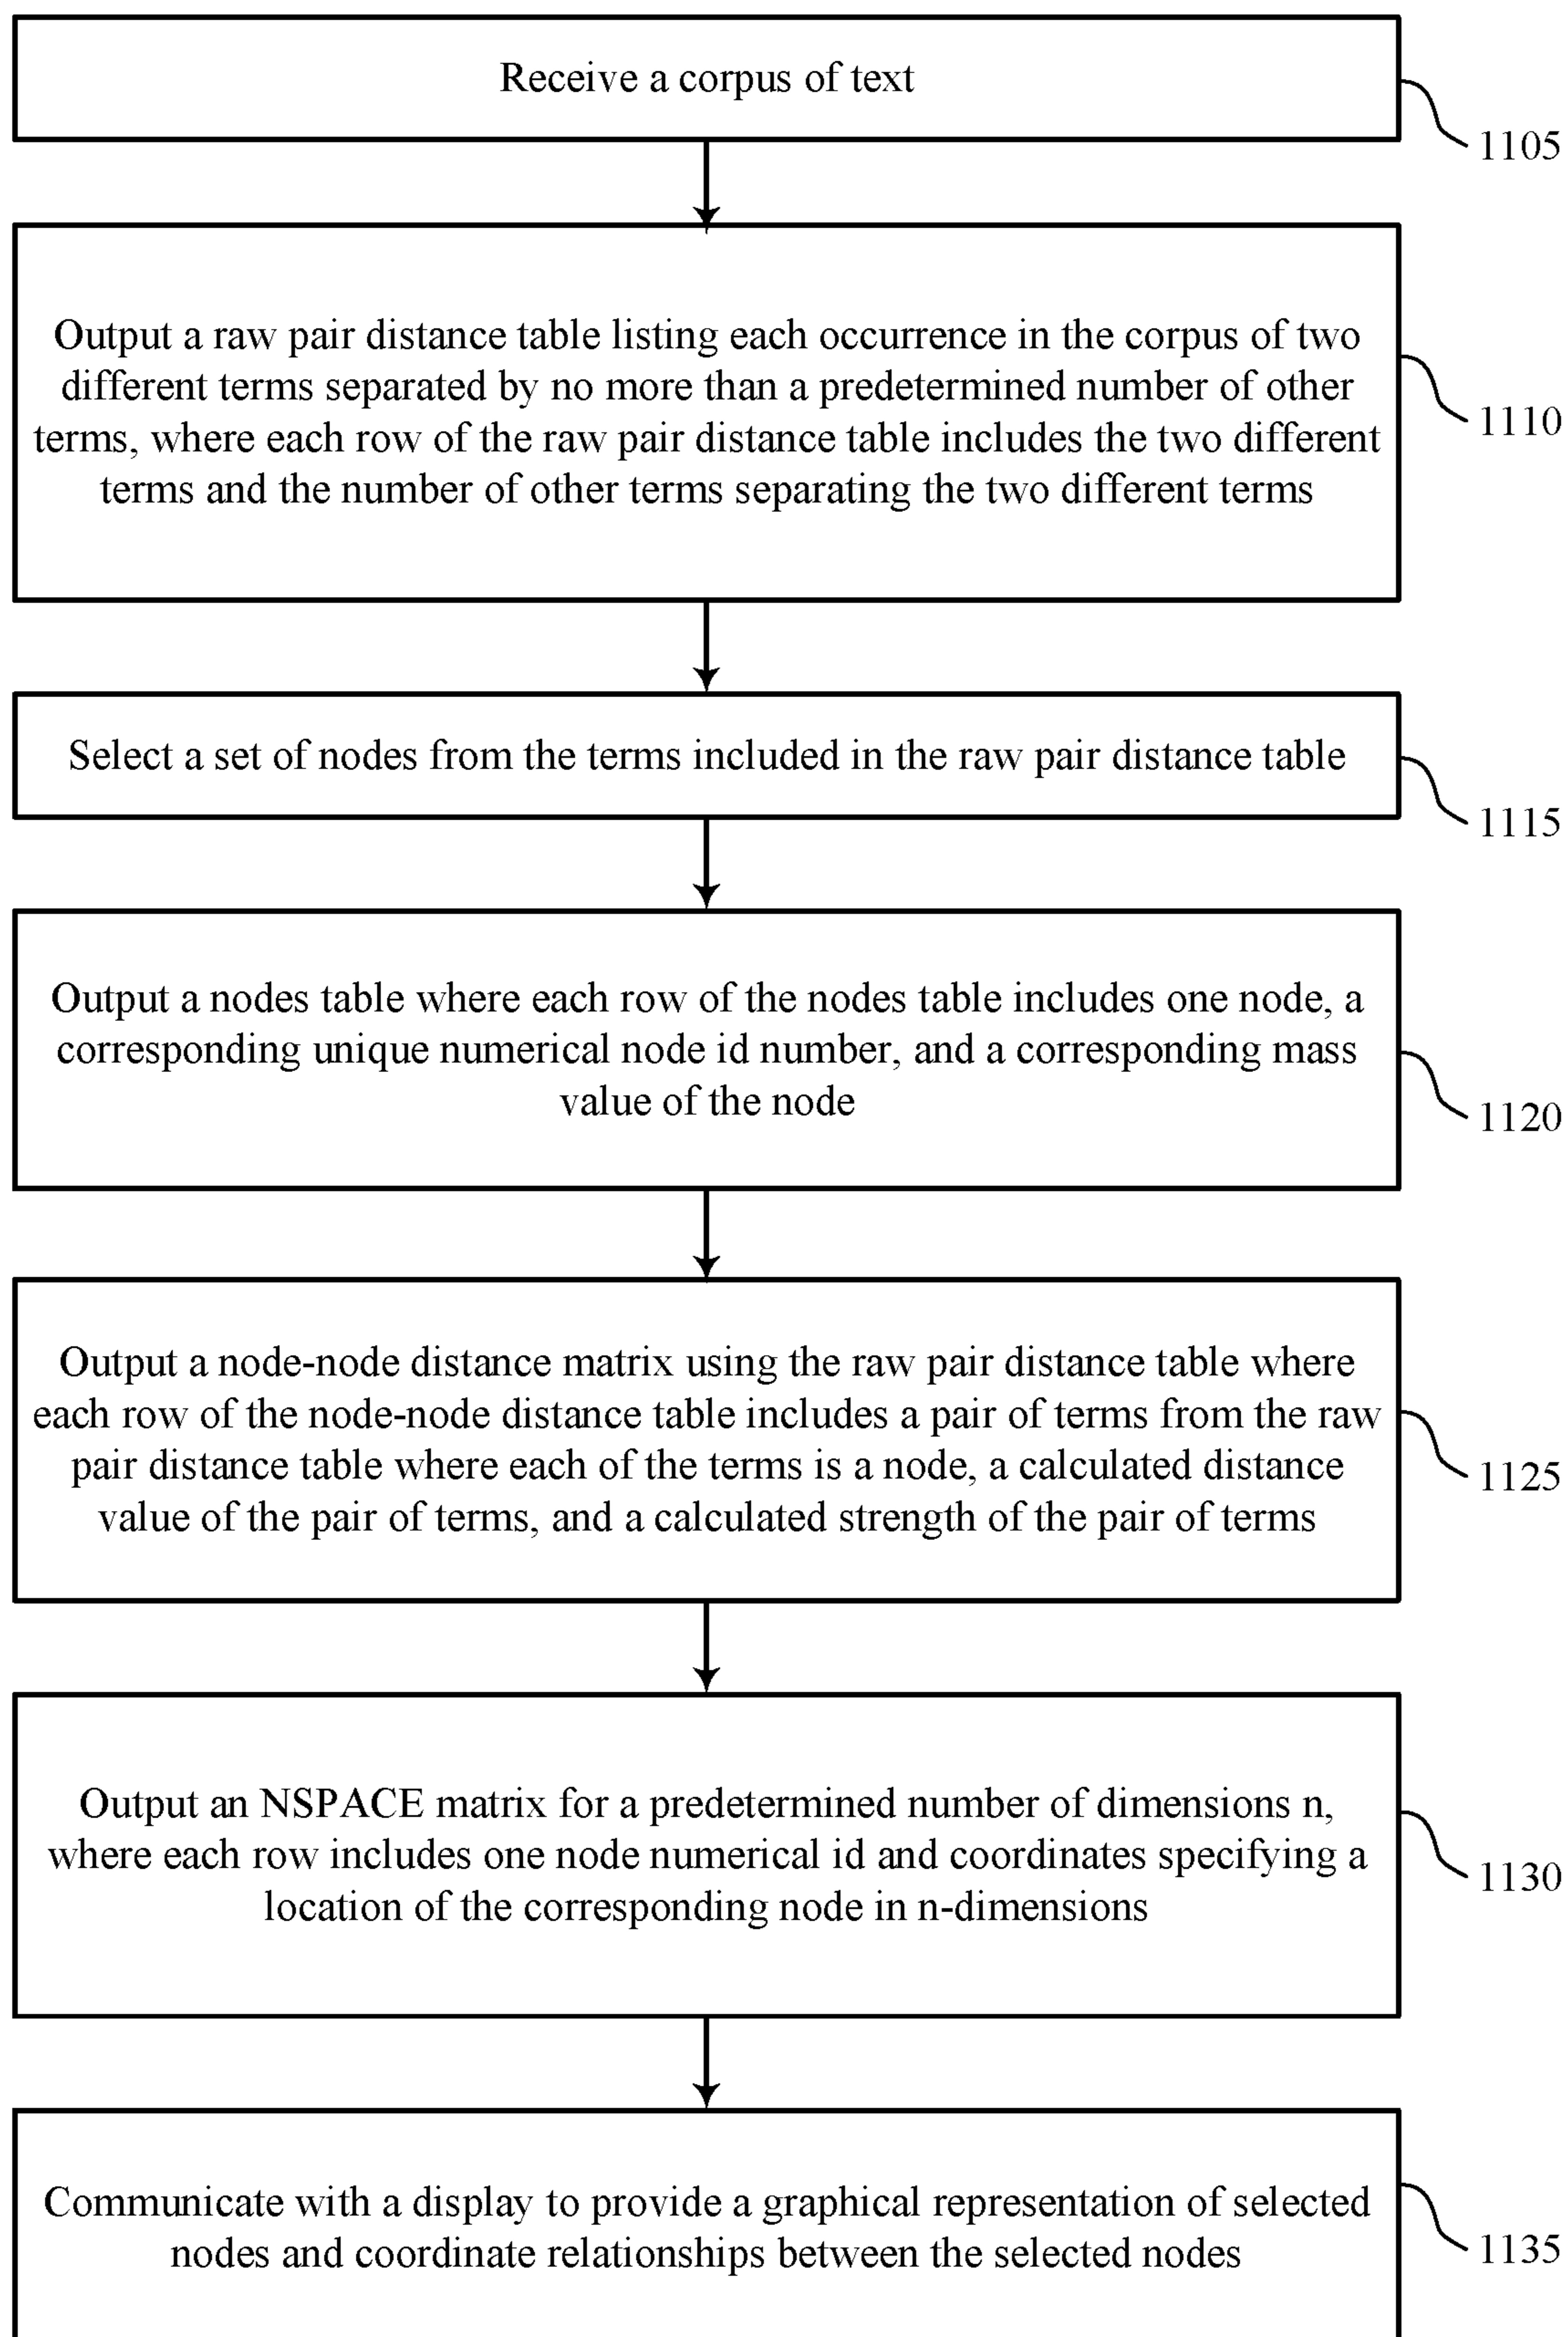 Receive a corpus of text
1105
Output a raw pair distance table listing each occurrence in the corpus of two
different terms separated by no more than a predetermined number of other
terms, where each row of the raw pair distance table includes the two different
terms and the number of other terms separating the two different terms
1110
Select a set of nodes from the terms included in the raw pair distance table
1115
Output a nodes table where each row of the nodes table includes one node, a
corresponding unique numerical node id number, and a corresponding mass
value of the node
1120
Output a node-node distance matrix using the raw pair distance table where
each row of the node-node distance table includes a pair of terms from the raw
pair distance table where each of the terms is a node, a calculated distance
value of the pair of terms, and a calculated strength of the pair of terms
1125
Output an NSPACE matrix for a predetermined number of dimensions n,
where each row includes one node numerical id and coordinates specifying a
location of the corresponding node in n-dimensions
1130
Communicate with a display to provide a graphical representation of selected
nodes and coordinate relationships between the selected nodes
1135